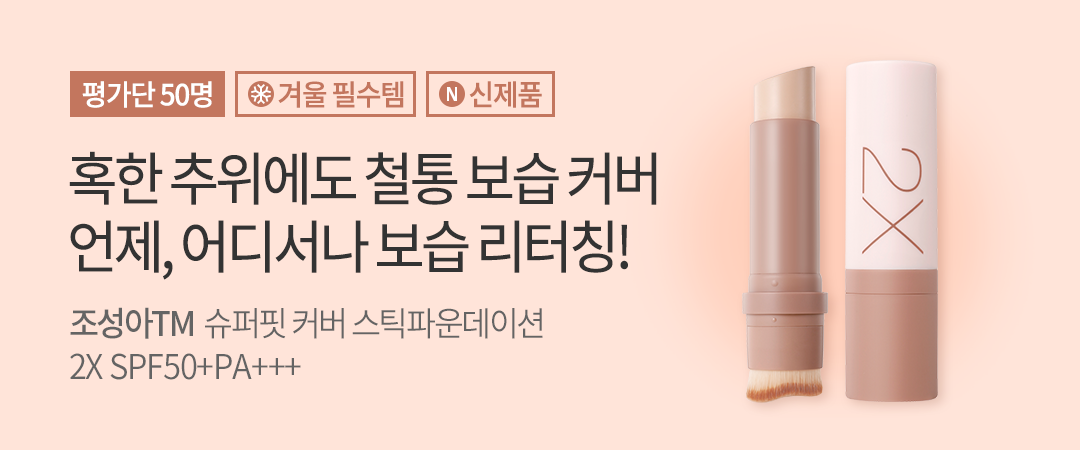 평가단 50명
겨울 필수템
N 신제품
혹한 추위에도 철통 보습 커버
언제, 어디서나 보습 리터칭!
조성아TM 슈퍼핏 커버 스틱파운데이션
2X SPF50+PA+++
2X